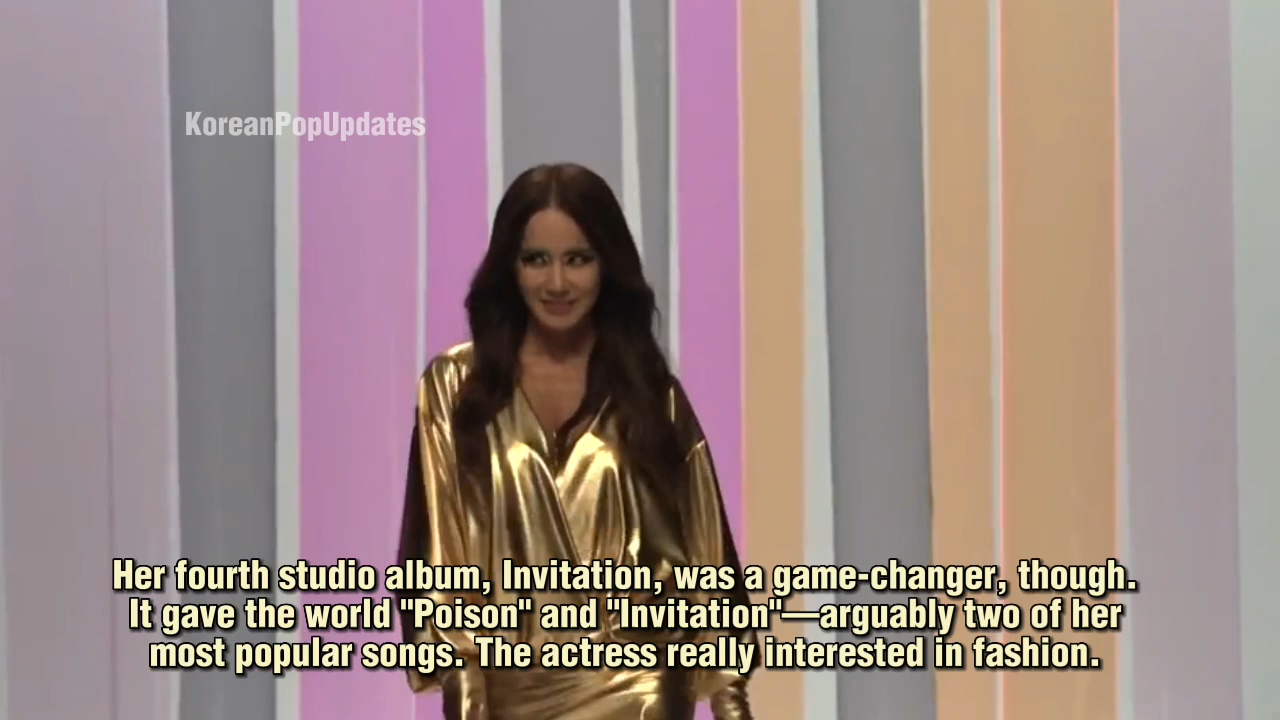 KoreanPopUpdates
Her fourth studio album, Invitation, was a game-changer, though.
It gave the world "Poison" and "Invitation"—arguably two of her
most popular songs. The actress really interested in fashion.